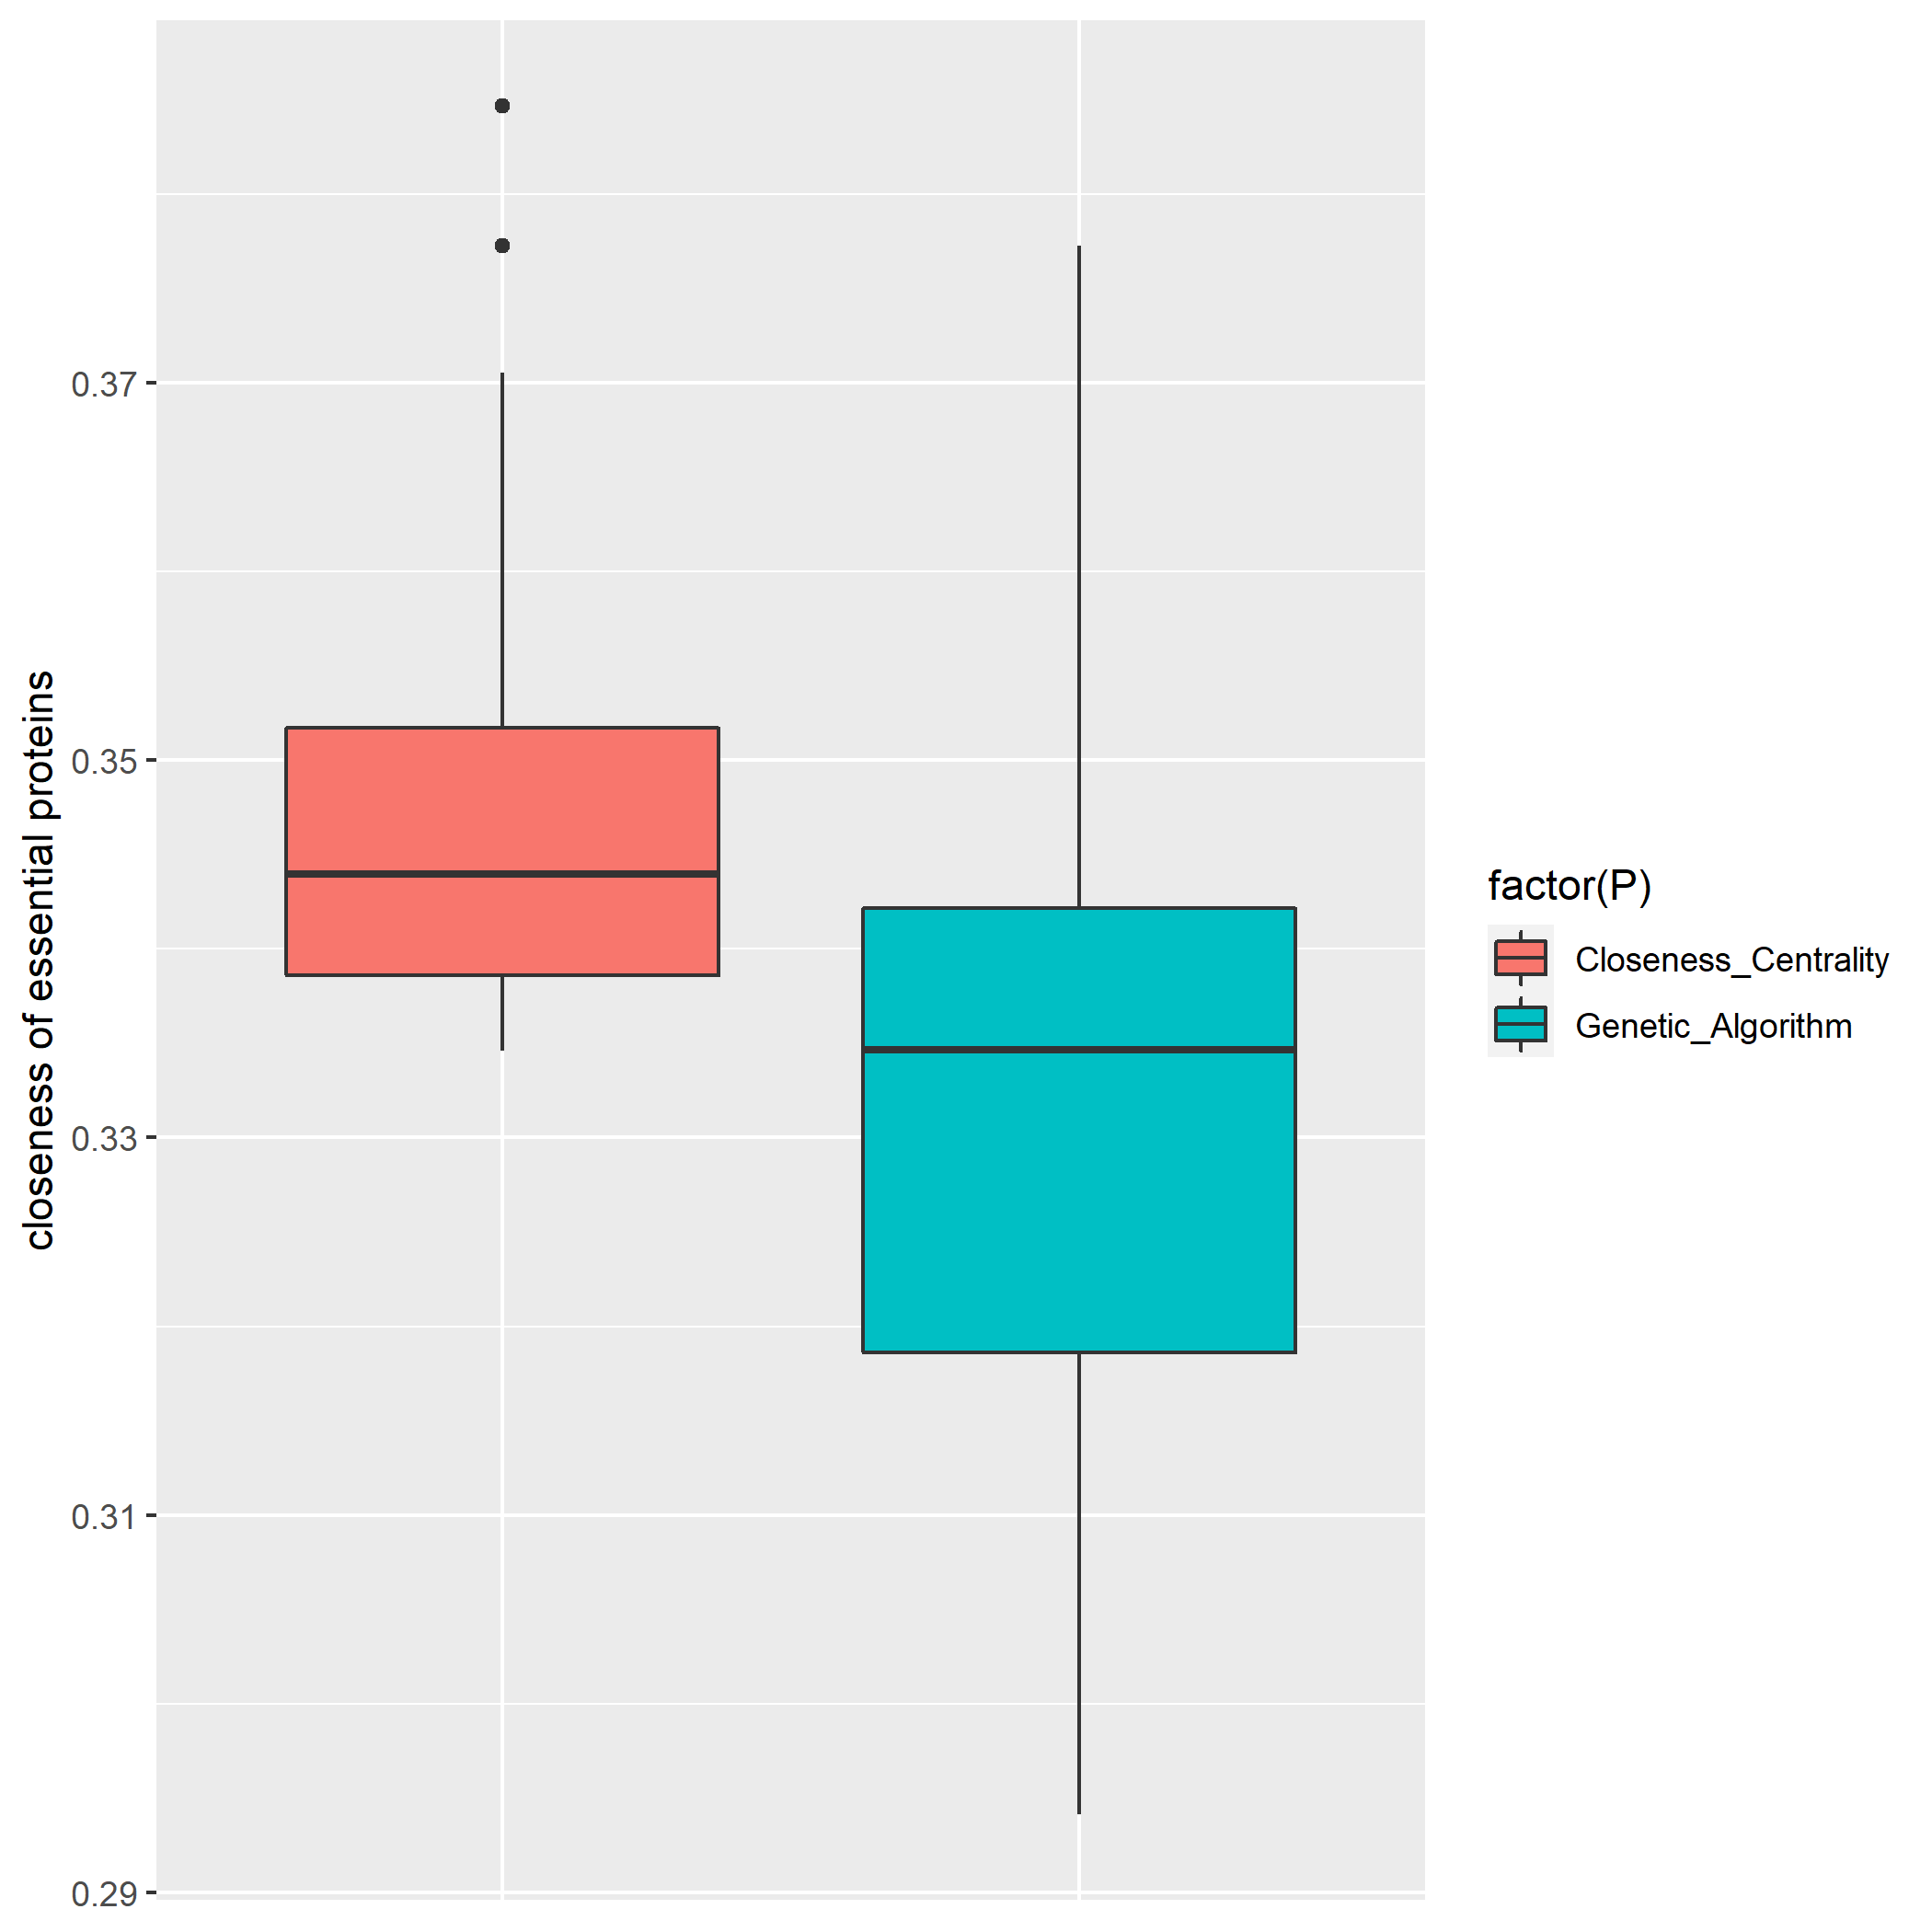 closeness of essential proteins
0.37
0.35
0.33
0.31
0.29
factor(P)
Closeness_Centrality
Genetic_Algorithm